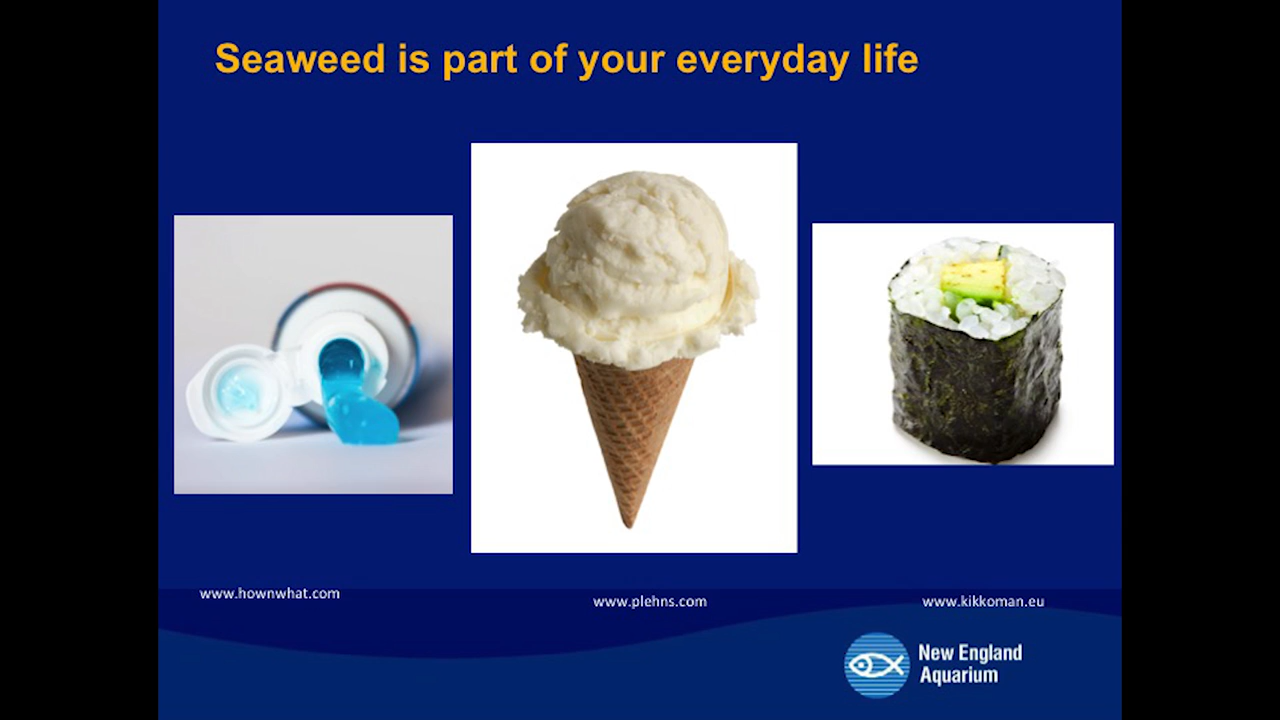 Seaweed is part of your everyday life
www.hownwhat.com
www.plehns.com
www.kikkoman.eu
New England
Aquarium